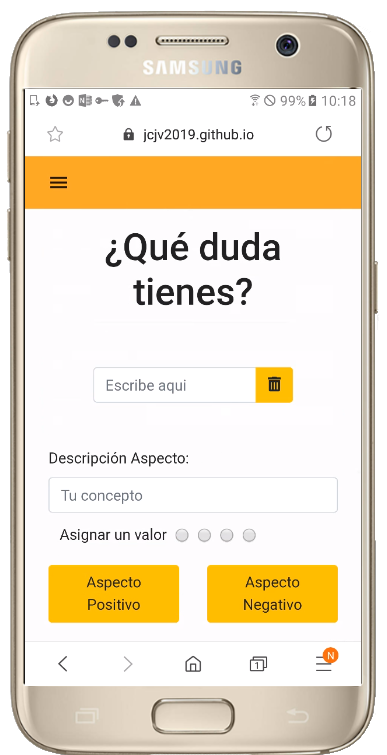 SAMSUNG
99% 10:18
jcjv2019.github.io
¿Qué duda
tienes?
Escribe aqui
Descripción Aspecto:
Tu concepto
Asignar un valor
Aspecto
Positivo
Aspecto
Negativo
1
N